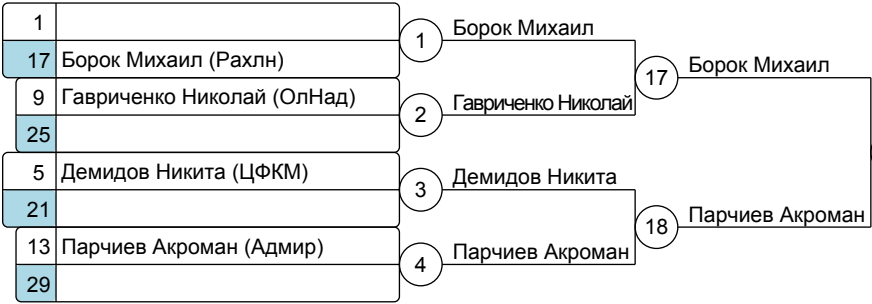 1
17 Борок Михаил (Рахлн)
9 Гавриченко Николай (ОлНад)
25
5 Демидов Никита (ЦФКМ)
21
13 Парчиев Акроман (Адмир)
29
1 Борок Михаил
2 Гавриченко Николай
3 Демидов Никита
4 Парчиев Акроман
17 Борок Михаил
18 Парчиев Акроман